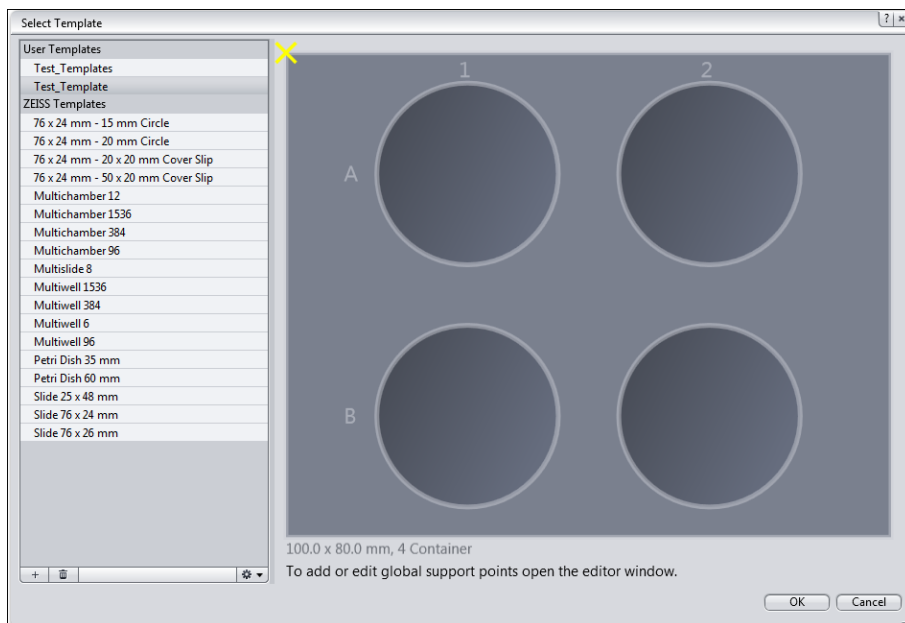 Select Template
?
×
User Templates
Test_Templates
Test_Template
ZEISS Templates
76 x 24 mm - 15 mm Circle
76 x 24 mm - 20 mm Circle
76 x 24 mm - 20 x 20 mm Cover Slip
76 x 24 mm - 50 x 20 mm Cover Slip
Multichamber 12
Multichamber 1536
Multichamber 384
Multichamber 96
Multislide 8
Multiwell 1536
Multiwell 384
Multiwell 6
Multiwell 96
Petri Dish 35 mm
Petri Dish 60 mm
Slide 25 x 48 mm
Slide 76 x 24 mm
Slide 76 x 26 mm
+
1 2
A
B
100.0 x 80.0 mm, 4 Container
To add or edit global support points open the editor window.
OK Cancel